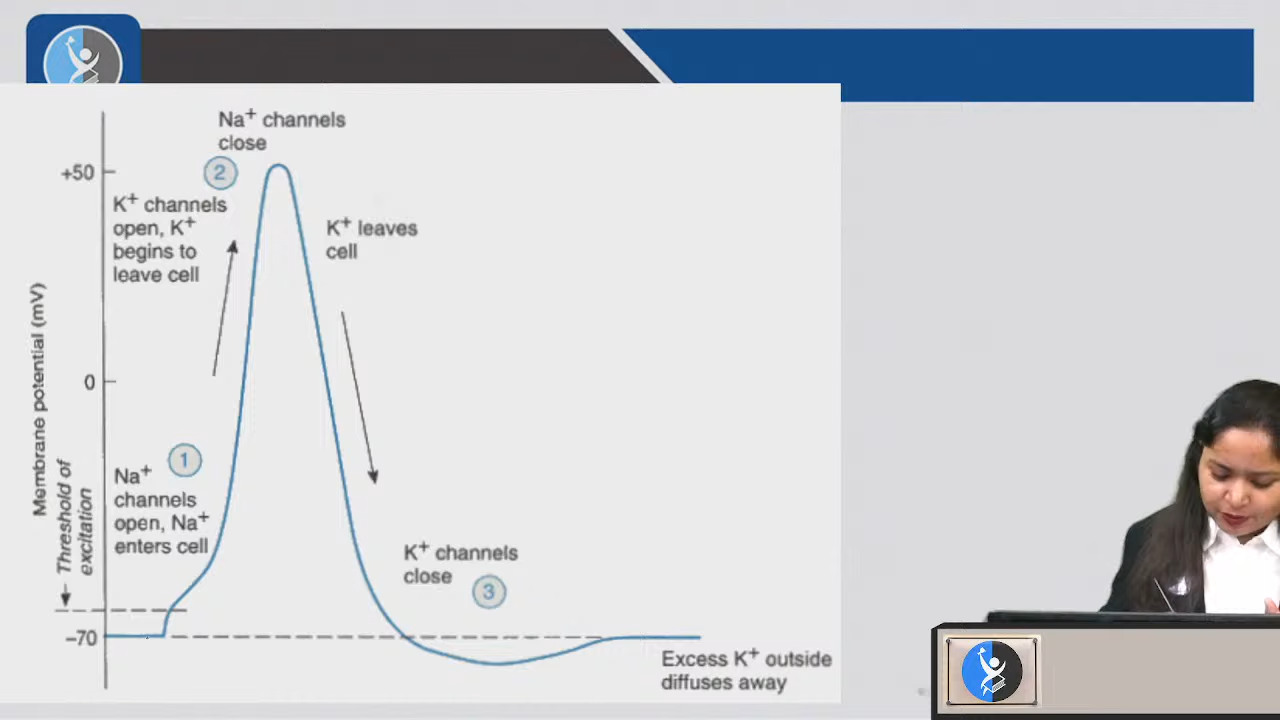 Na+ channels
close
+50
2
K+ channels
open, K+
begins to
leave cell
K+ leaves
cell
Membrane potential (mV)
0
1
Na+
channels
open, Na+
enters cell
Threshold of
excitation
K+ channels
close
3
–70
Excess K+ outside
diffuses away